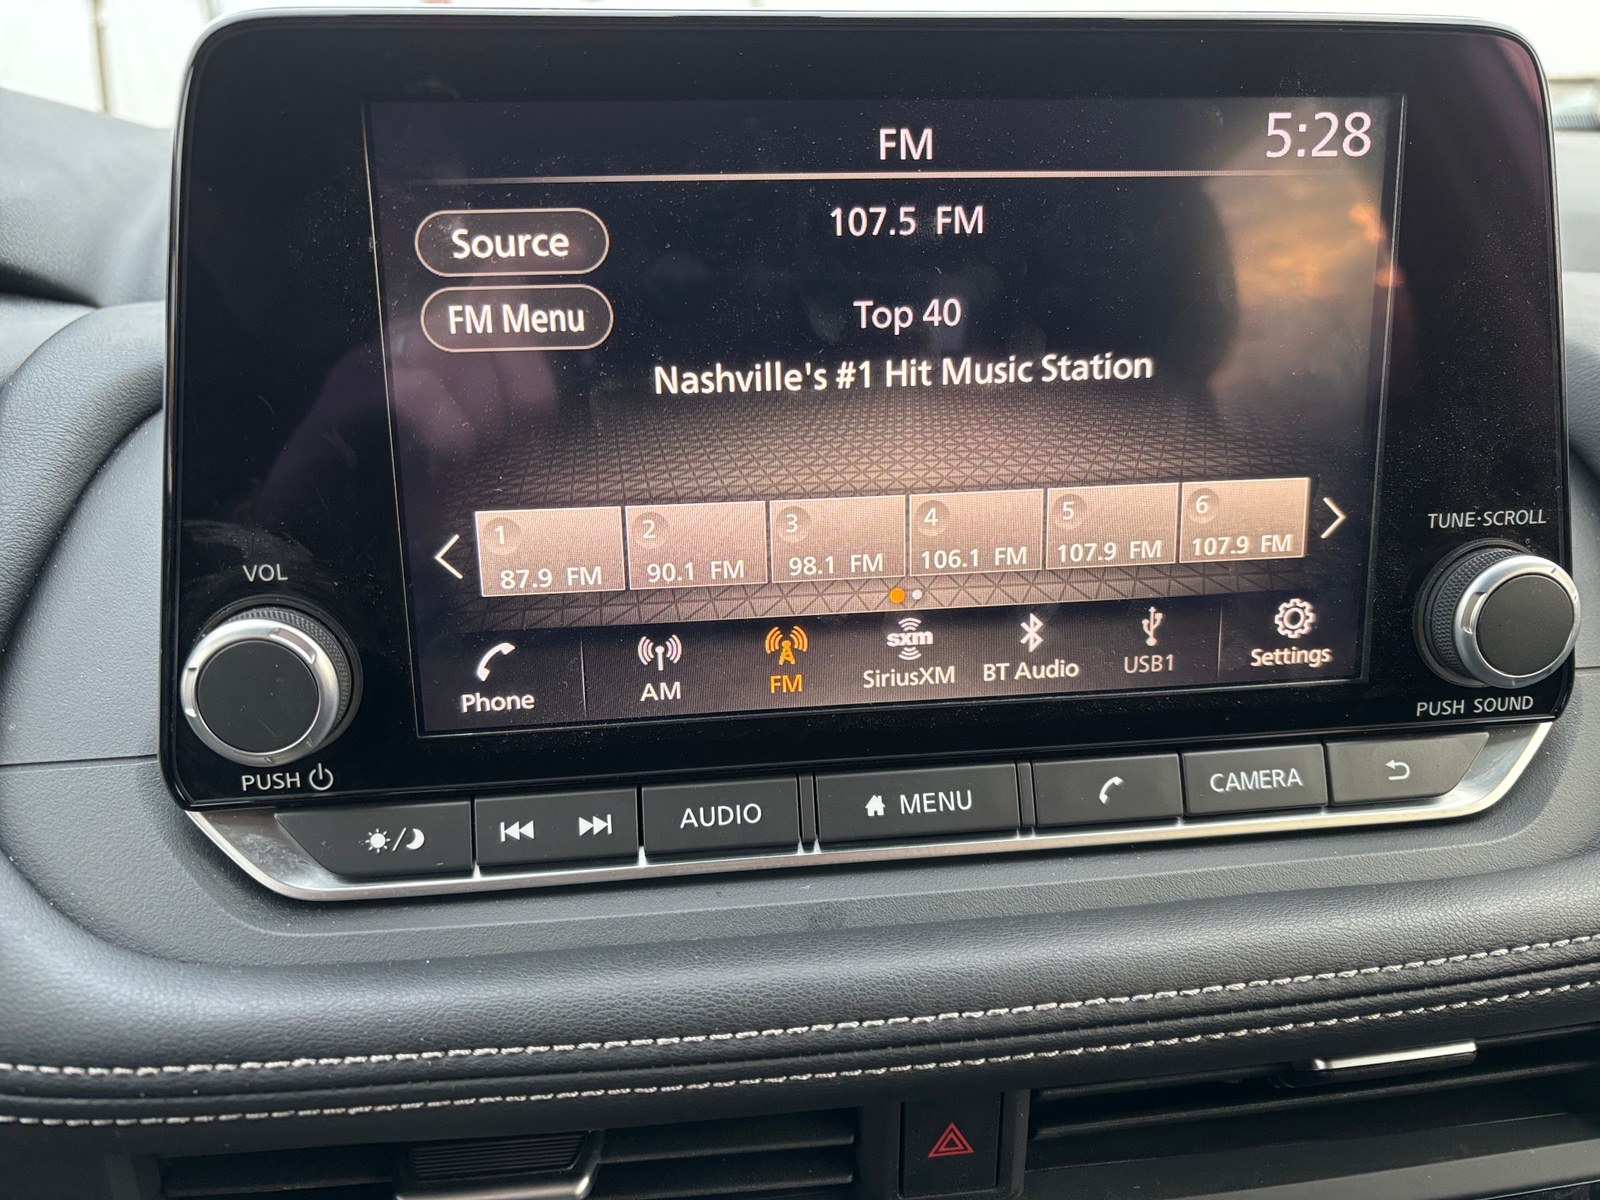 FM
5:28
Source
107.5 FM
FM Menu
Top 40
Nashville's #1 Hit Music Station
1
87.9 FM
2
90.1 FM
3
98.1 FM
4
106.1 FM
5
107.9 FM
6
107.9 FM
Phone
AM
FM
sxm
SiriusXM
BT Audio
USB1
Settings
VOL
PUSH
TUNE·SCROLL
PUSH SOUND
AUDIO
MENU
CAMERA